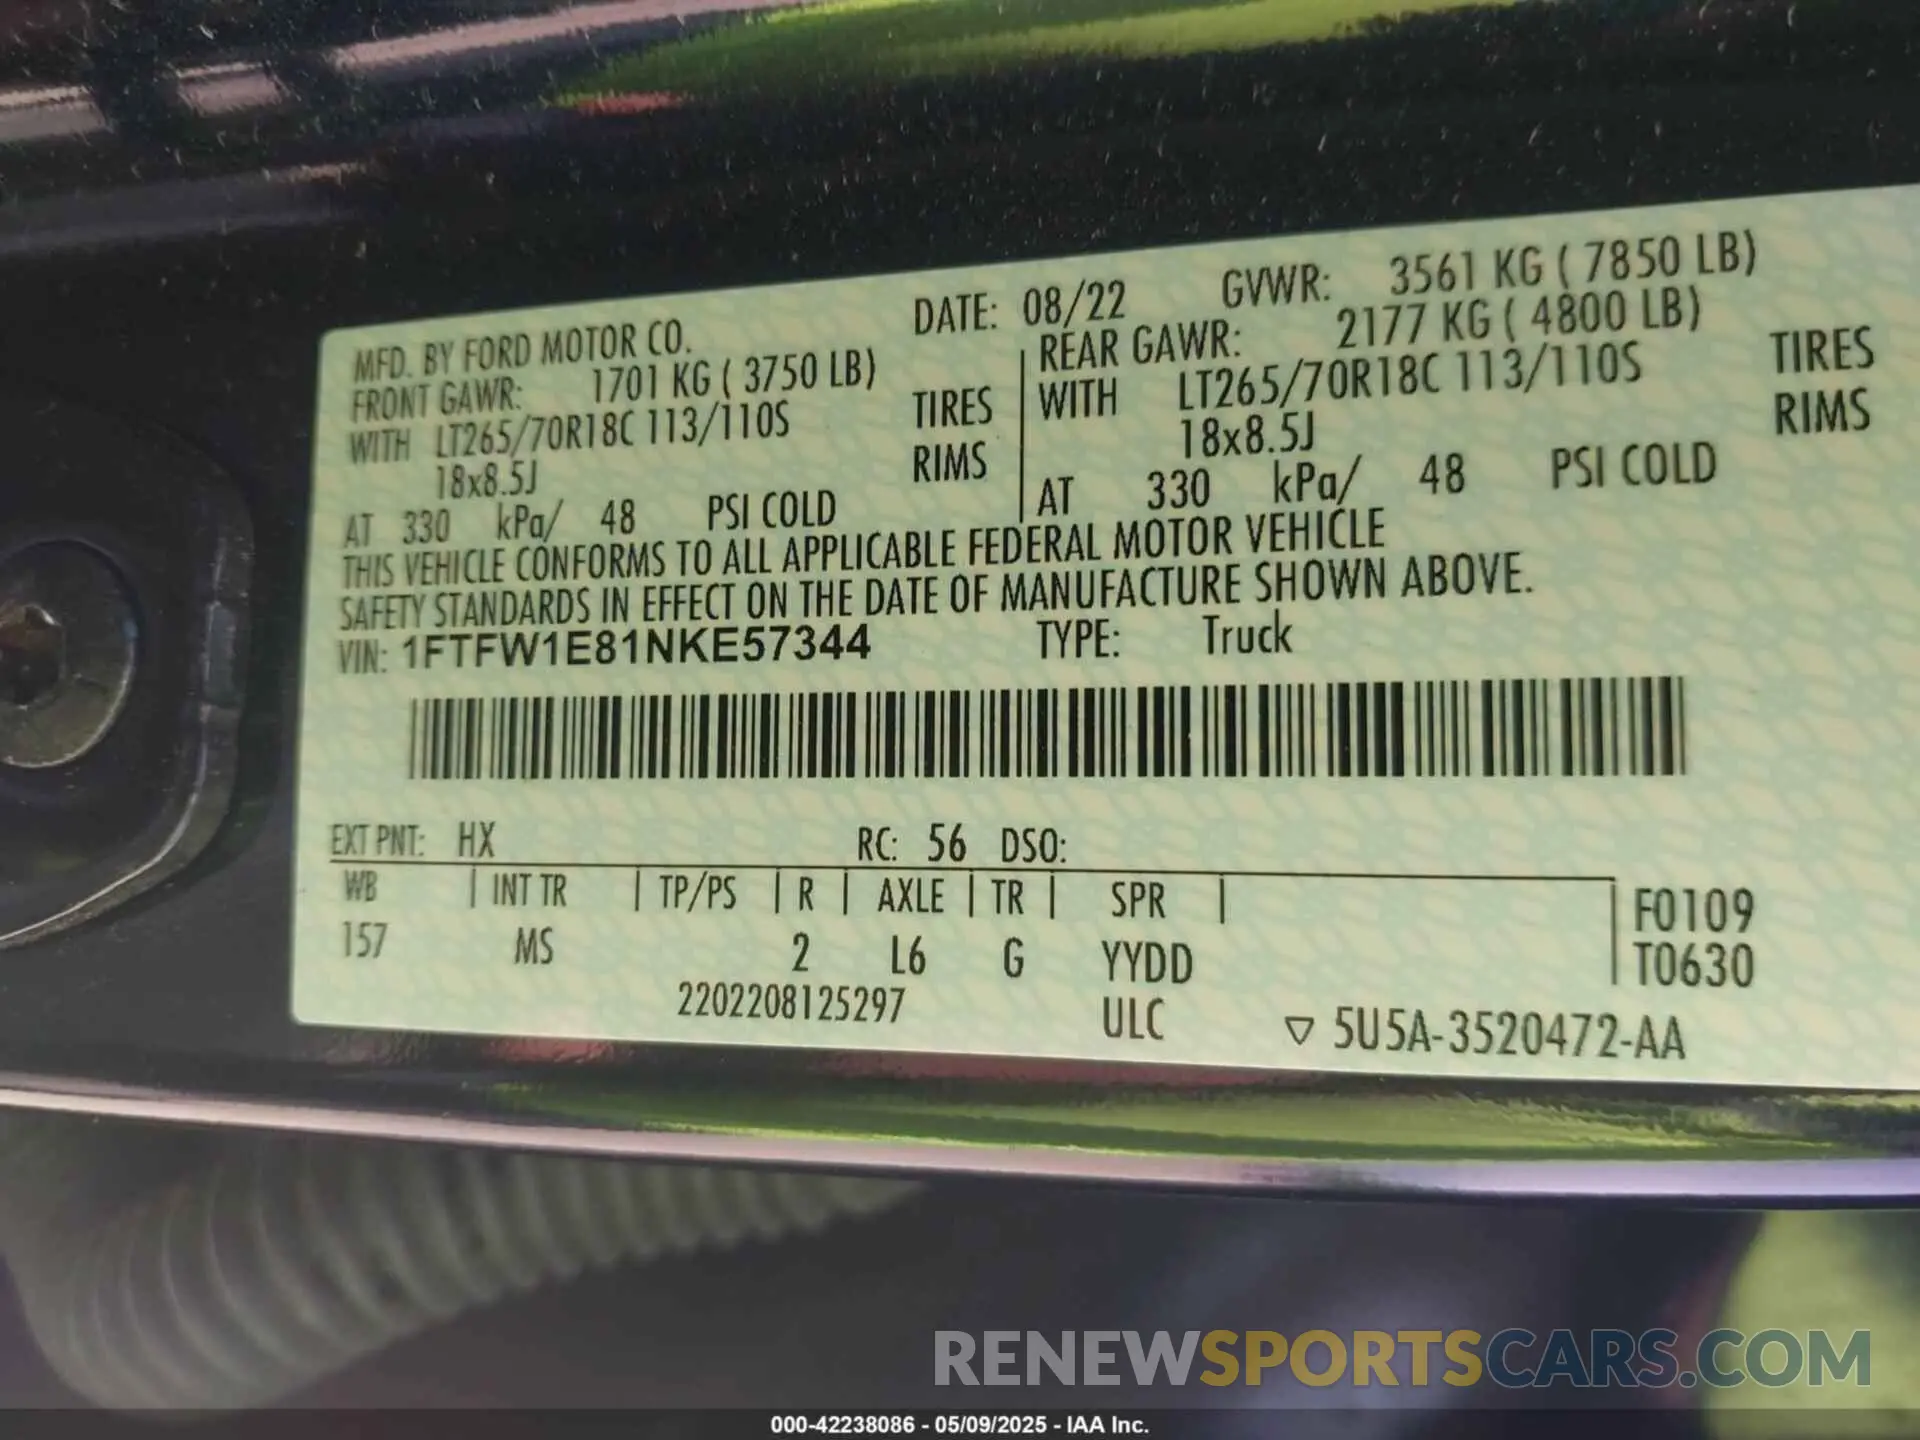 MFD. BY FORD MOTOR CO. DATE: 08/22 GVWR: 3561 KG ( 7850 LB)
FRONT GAWR: 1701 KG ( 3750 LB) REAR GAWR: 2177 KG ( 4800 LB)
WITH LT265/70R18C 113/110S TIRES WITH LT265/70R18C 113/110S TIRES
18x8.5J RIMS 18x8.5J RIMS
AT 330 kPa/ 48 PSI COLD AT 330 kPa/ 48 PSI COLD
THIS VEHICLE CONFORMS TO ALL APPLICABLE FEDERAL MOTOR VEHICLE
SAFETY STANDARDS IN EFFECT ON THE DATE OF MANUFACTURE SHOWN ABOVE.
VIN: 1FTFW1E81NKE57344 TYPE: Truck
EXT PNT: HX RC: 56 DSO:
WB | INT TR | TP/PS | R | AXLE | TR | SPR | F0109
157 MS 2 L6 G YYDD T0630
2202208125297 ULC ▽ 5U5A-3520472-AA
RENEWSPORTSCARS.COM
000-42238086 - 05/09/2025 - IAA Inc.